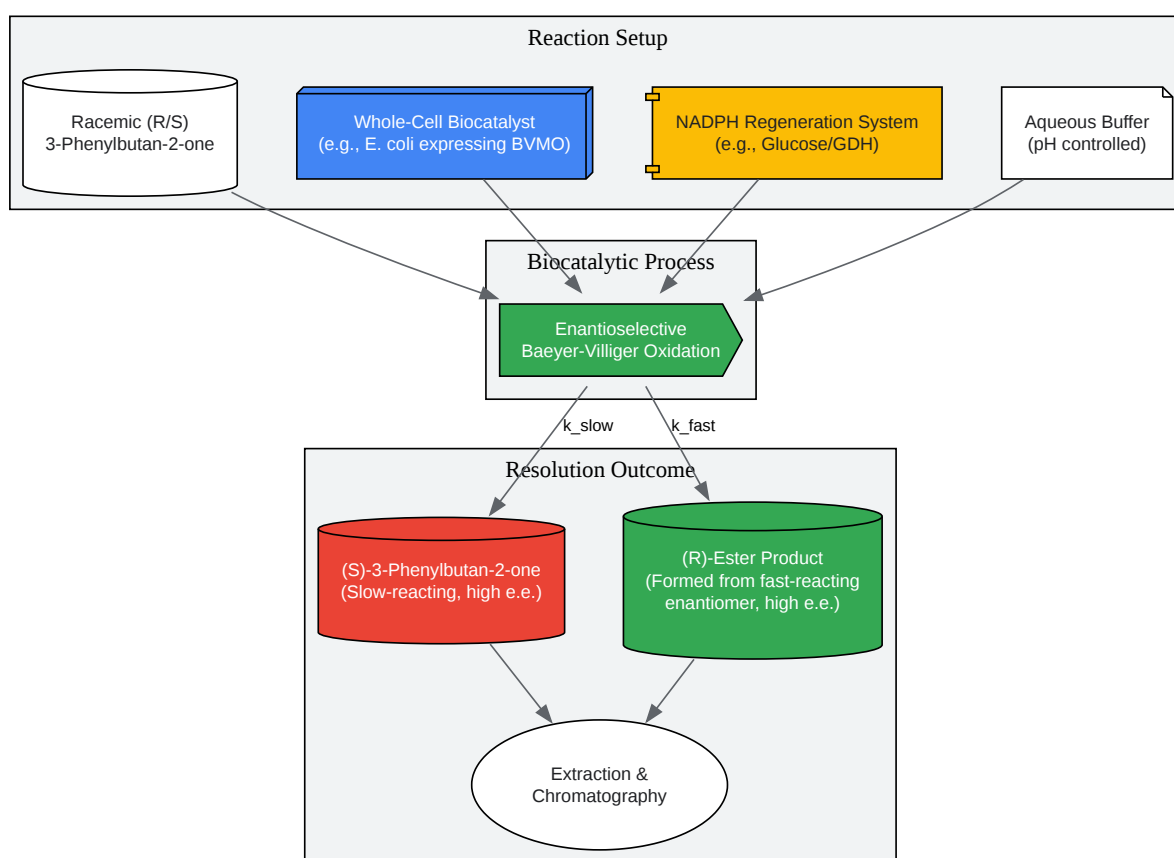 Reaction Setup
Racemic (R/S)
3-Phenylbutan-2-one
Whole-Cell Biocatalyst
(e.g., E. coli expressing BVMO)
NADPH Regeneration System
(e.g., Glucose/GDH)
Aqueous Buffer
(pH controlled)
Biocatalytic Process
Enantioselective
Baeyer-Villiger Oxidation
k_slow
k_fast
Resolution Outcome
(S)-3-Phenylbutan-2-one
(Slow-reacting, high e.e.)
(R)-Ester Product
(Formed from fast-reacting
enantiomer, high e.e.)
Extraction &
Chromatography